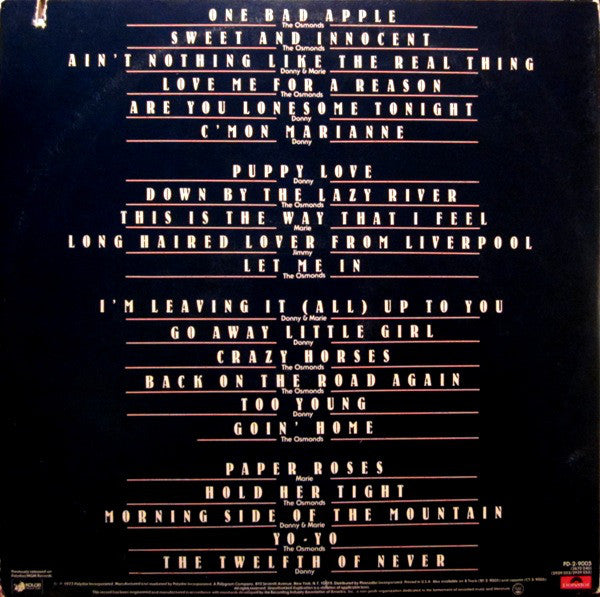 ONE BAD APPLE
The Osmonds
SWEET AND INNOCENT
The Osmonds
AIN'T NOTHING LIKE THE REAL THING
Donny & Marie
LOVE ME FOR A REASON
The Osmonds
ARE YOU LONESOME TONIGHT
Donny
C'MON MARIANNE
Donny
PUPPY LOVE
Donny
DOWN BY THE LAZY RIVER
The Osmonds
THIS IS THE WAY THAT I FEEL
Marie
LONG HAIRED LOVER FROM LIVERPOOL
Jimmy
LET ME IN
The Osmonds
I'M LEAVING IT (ALL) UP TO YOU
Donny & Marie
GO AWAY LITTLE GIRL
Donny
CRAZY HORSES
The Osmonds
BACK ON THE ROAD AGAIN
The Osmonds
TOO YOUNG
Donny
GOIN' HOME
The Osmonds
PAPER ROSES
Marie
HOLD HER TIGHT
The Osmonds
MORNING SIDE OF THE MOUNTAIN
Donny & Marie
YO-YO
The Osmonds
THE TWELFTH OF NEVER
Donny
PD-2-9005
polydor